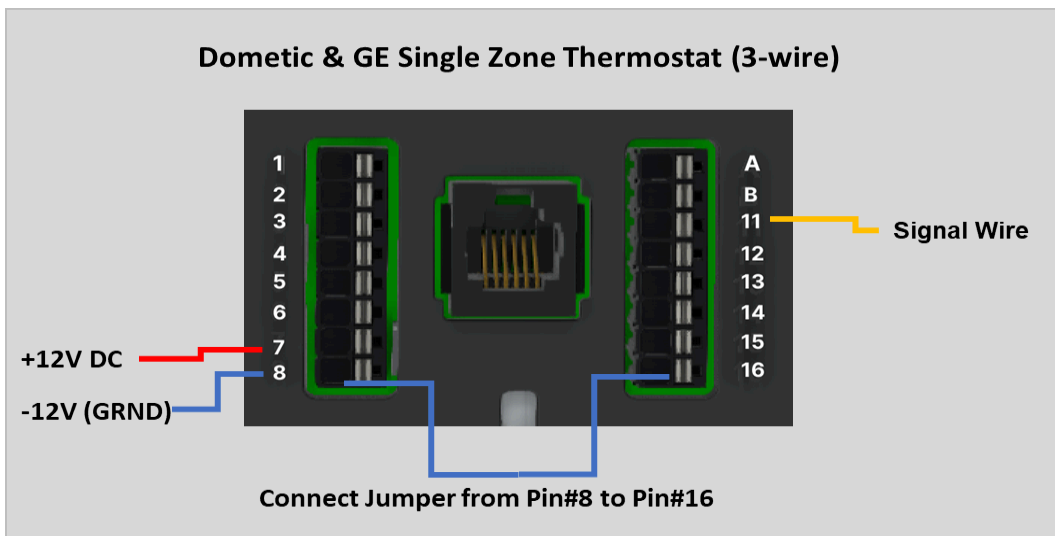 Dometic & GE Single Zone Thermostat (3-wire)
1
2
3
4
5
6
7
8
A
B
11
12
13
14
15
16
Signal Wire
+12V DC
-12V (GRND)
Connect Jumper from Pin#8 to Pin#16